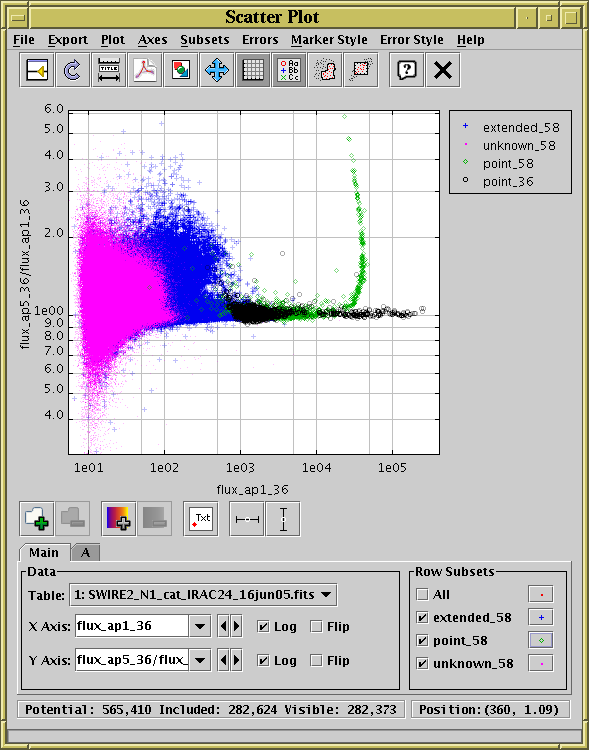 Scatter Plot
File Export Plot Axes Subsets Errors Marker Style Error Style Help
TITLE
Aa
Bb
Cc
?
6.0
5.0
4.0
3.0
2.0
1e00
9.0
8.0
7.0
6.0
5.0
4.0
flux_ap5_36/flux_ap1_36
1e01 1e02 1e03 1e04 1e05
flux_ap1_36
extended_58
unknown_58
point_58
point_36
Txt
Main A
Data
Table: 1: SWIRE2_N1_cat_IRAC24_16jun05.fits
X Axis: flux_ap1_36 Log Flip
Y Axis: flux_ap5_36/flux_ Log Flip
Row Subsets
All
extended_58
point_58
unknown_58
Potential: 565,410 Included: 282,624 Visible: 282,373 Position:(360, 1.09)